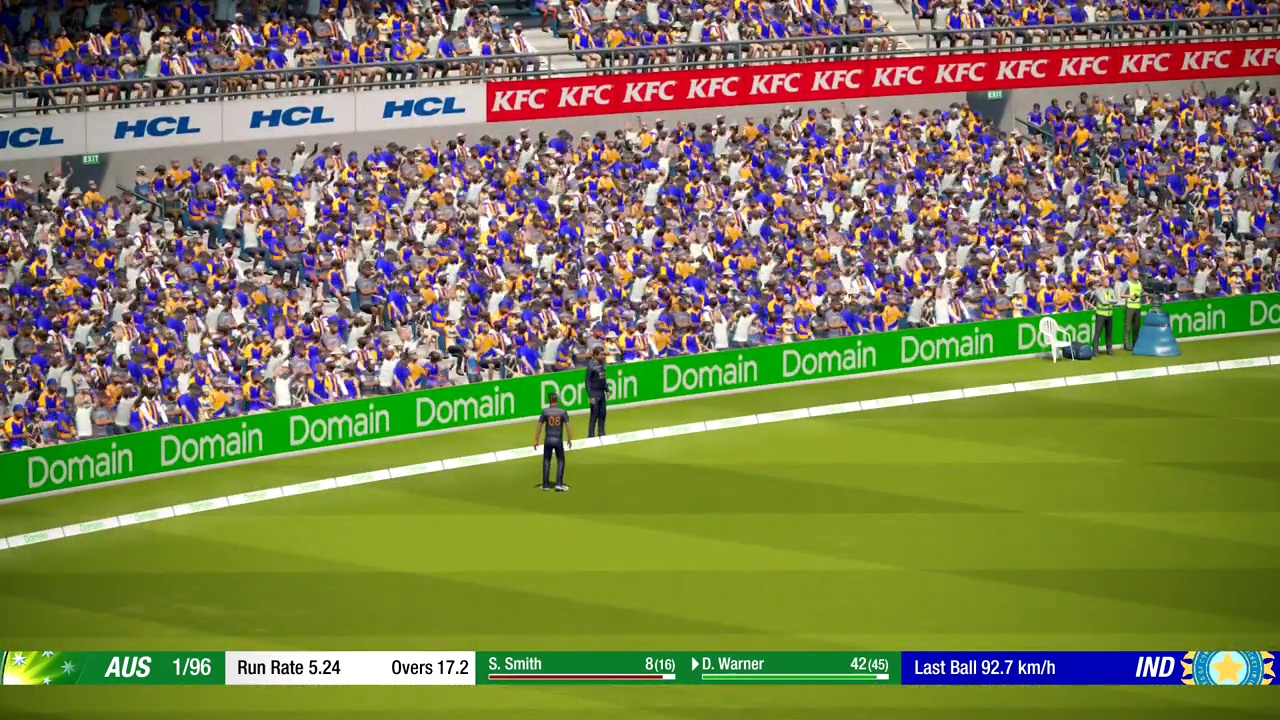 HCL HCL HCL HCL KFC KFC KFC KFC KFC KFC KFC KFC KFC KFC KFC KFC
EXIT EXIT
Domain Domain Domain Domain Domain Domain Domain Domain Domain
08
AUS 1/96 Run Rate 5.24 Overs 17.2 S. Smith 8(16) D. Warner 42(45) Last Ball 92.7 km/h IND